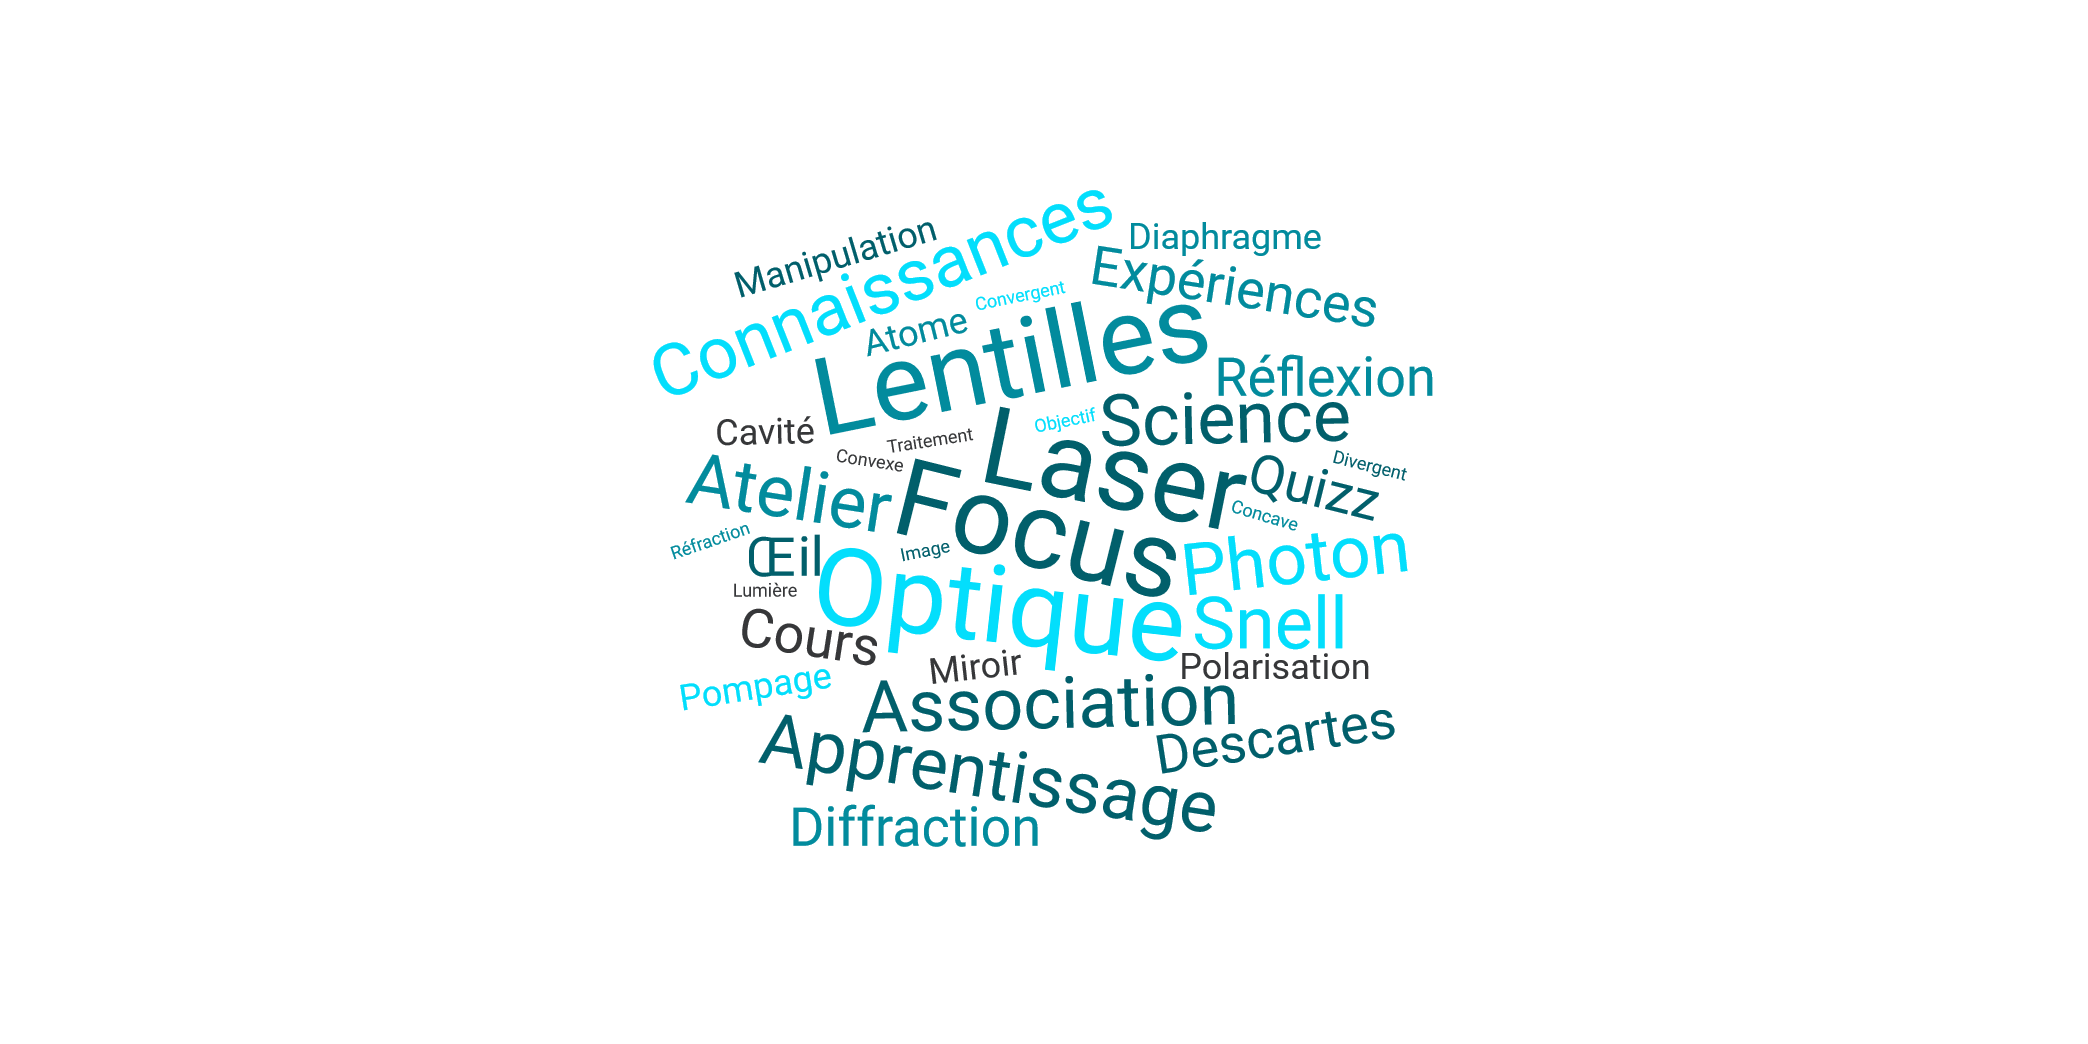 Connaissances
Manipulation
Diaphragme
Expériences
Convergent
Atome
Lentilles
Réflexion
Science
Objectif
Cavité
Traitement
Convexe
Laser
Divergent
Quizz
Atelier
Focus
Concave
Réfraction
Œil
Image
Photon
Lumière
Optique
Snell
Cours
Miroir
Polarisation
Pompage
Association
Descartes
Apprentissage
Diffraction